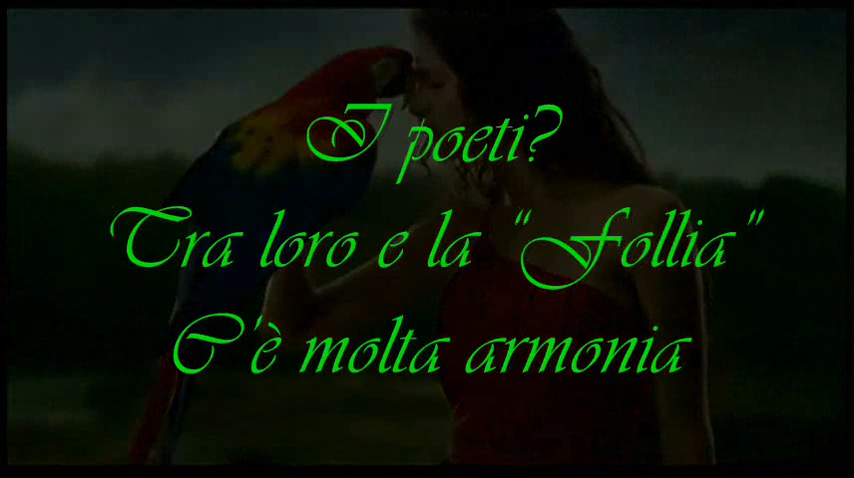 I poeti?
Tra loro e la “Follia”
C'è molta armonia